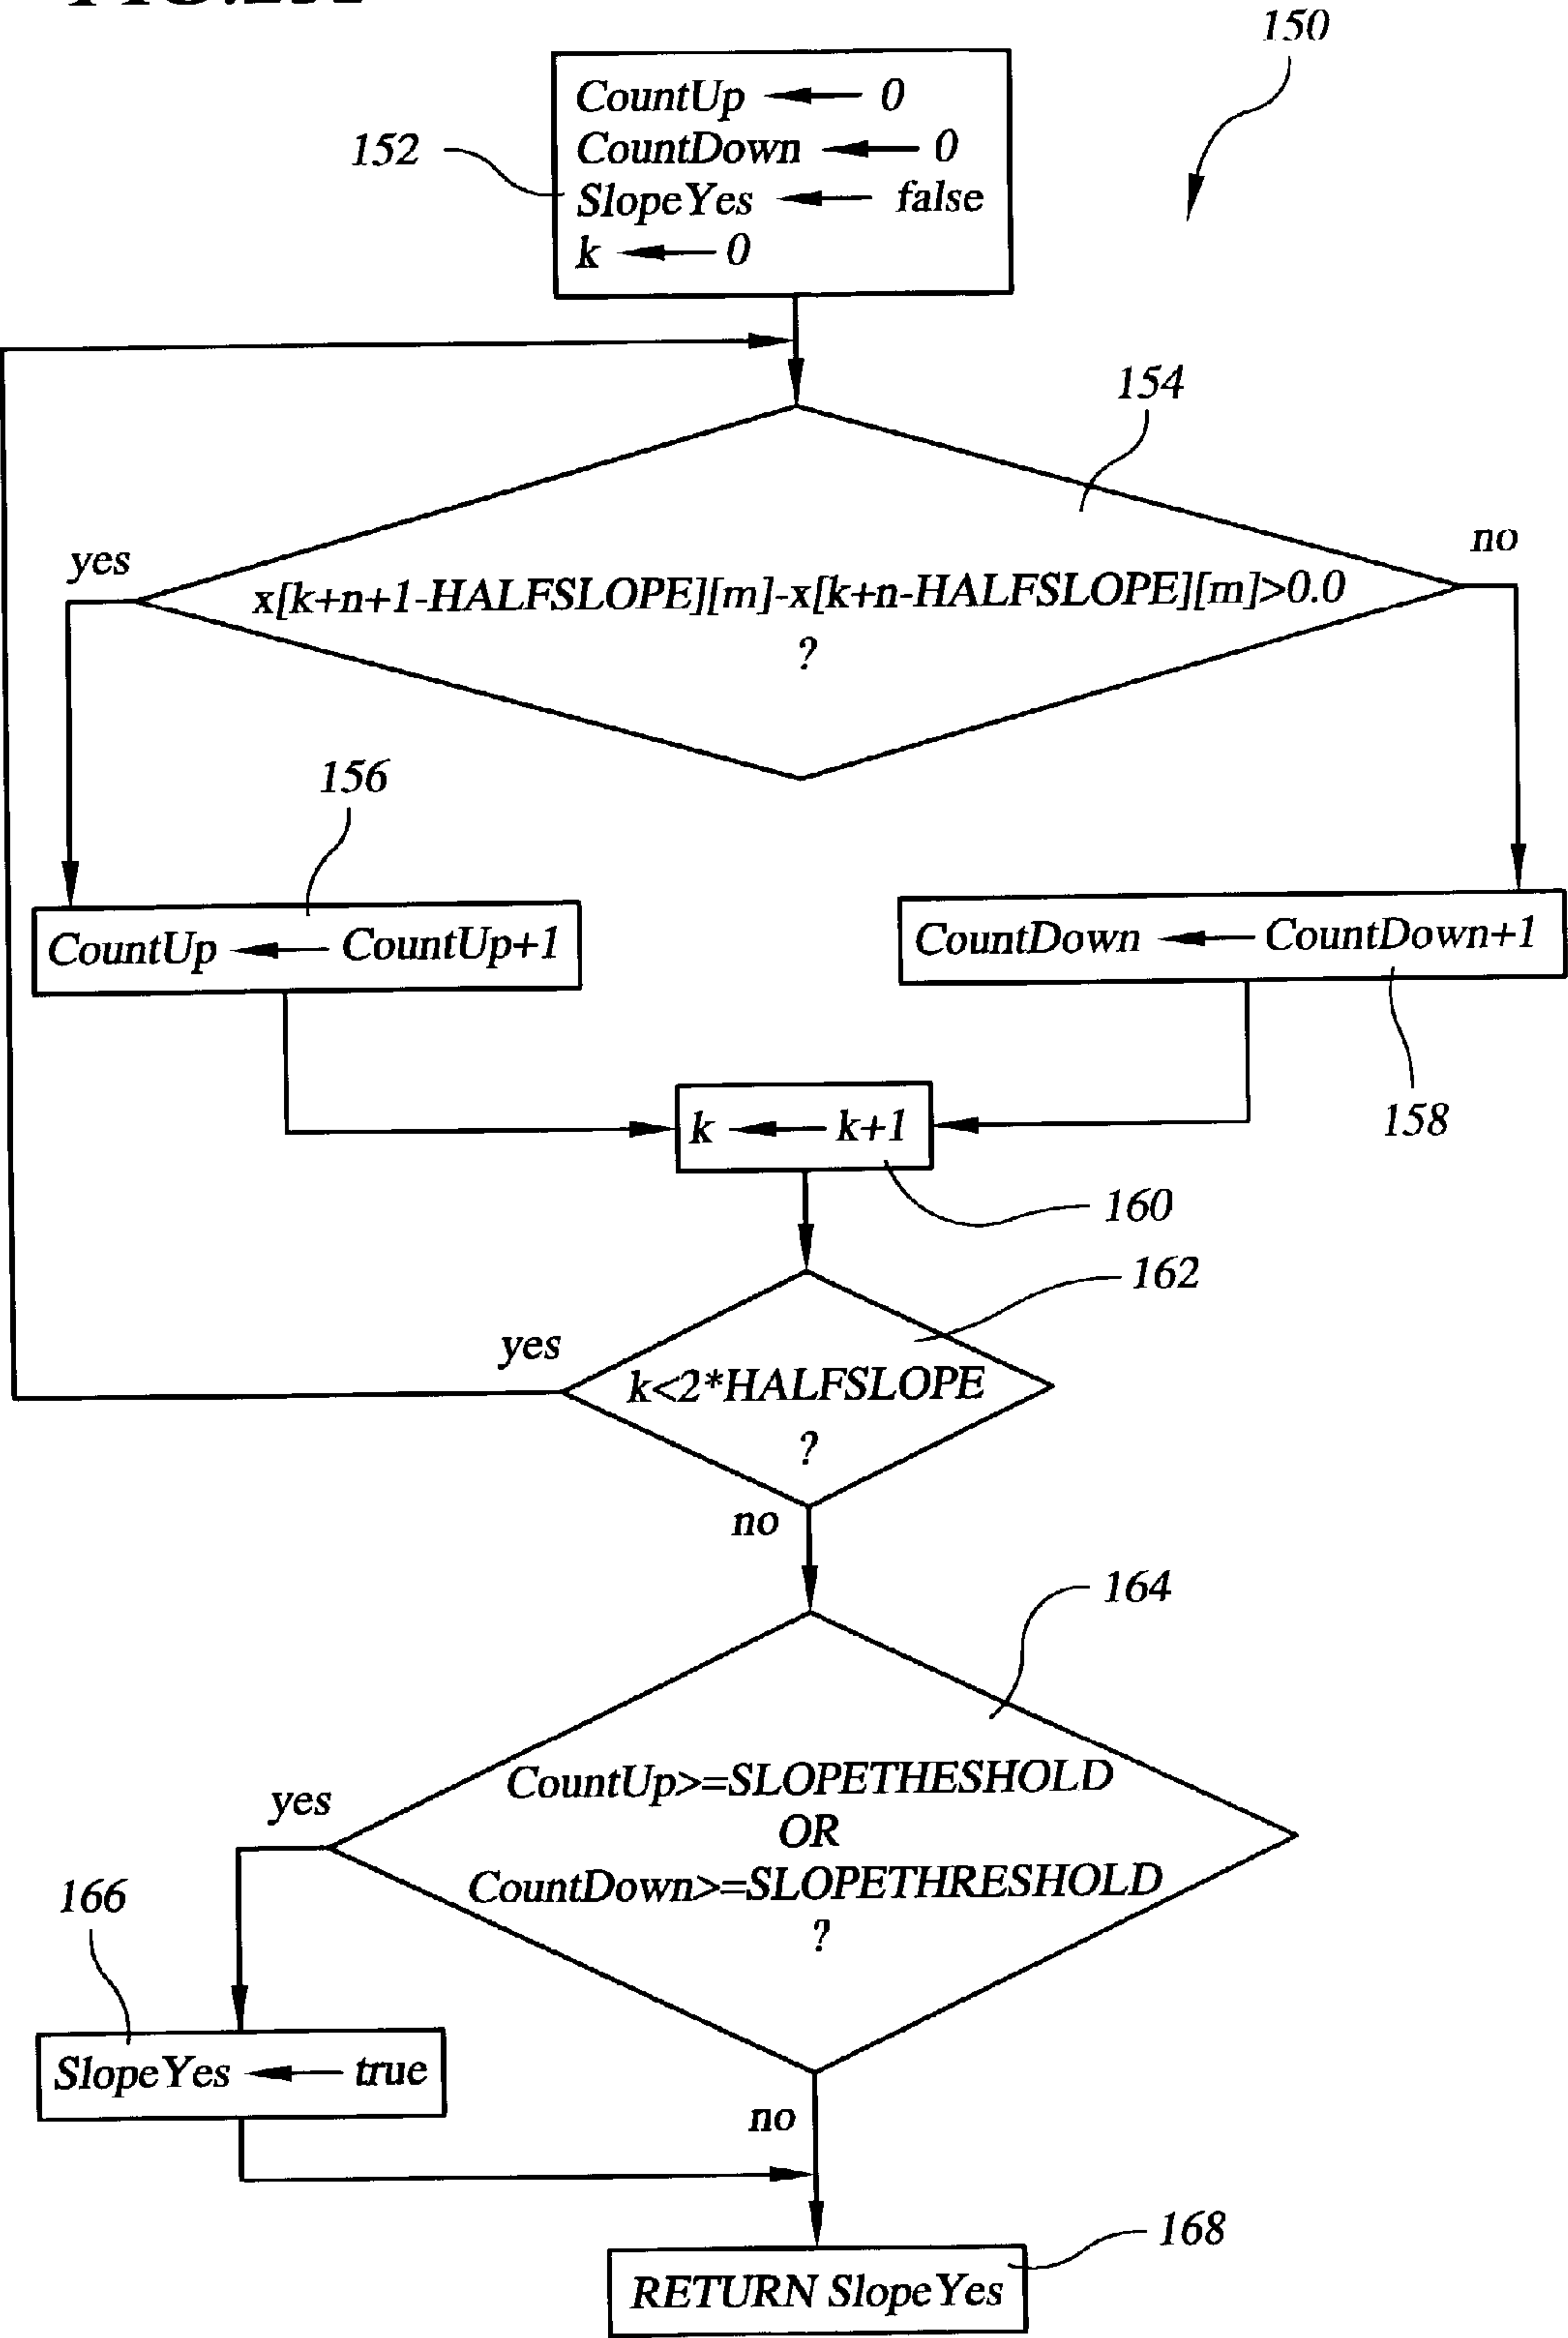 150
CountUp ← 0
CountDown ← 0
152
SlopeYes ← false
k ← 0
154
yes
no
x[k+n+1-HALFSLOPE][m]-x[k+n-HALFSLOPE][m]>0.0
?
156
CountUp ← CountUp+1
CountDown ← CountDown+1
158
k ← k+1
160
162
yes
k<2*HALFSLOPE
?
no
164
CountUp>=SLOPETHESHOLD
yes
OR
CountDown>=SLOPETHRESHOLD
166
?
SlopeYes ← true
no
168
RETURN SlopeYes